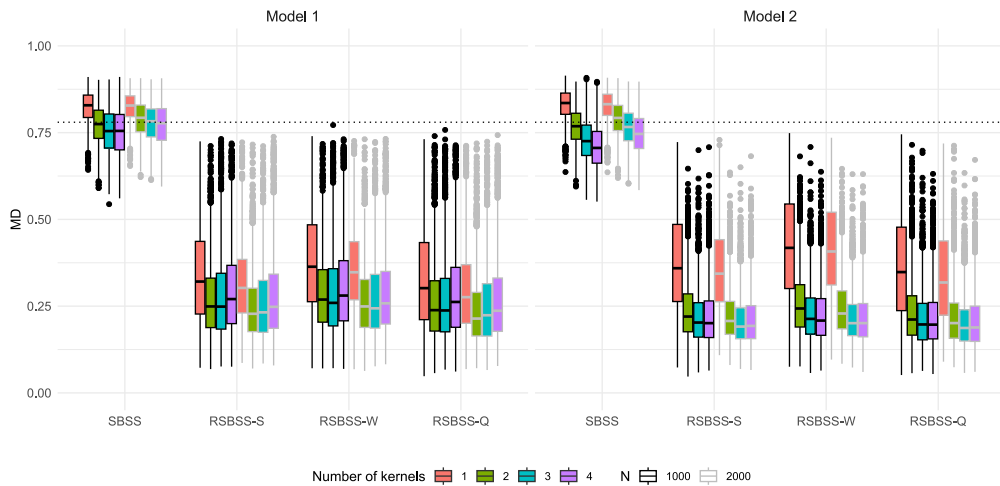 Model 1 Model 2
1.00
0.75
0.50
0.25
0.00
MD
SBSS RSBSS-S RSBSS-W RSBSS-Q SBSS RSBSS-S RSBSS-W RSBSS-Q
Number of kernels 1 2 3 4 N 1000 2000